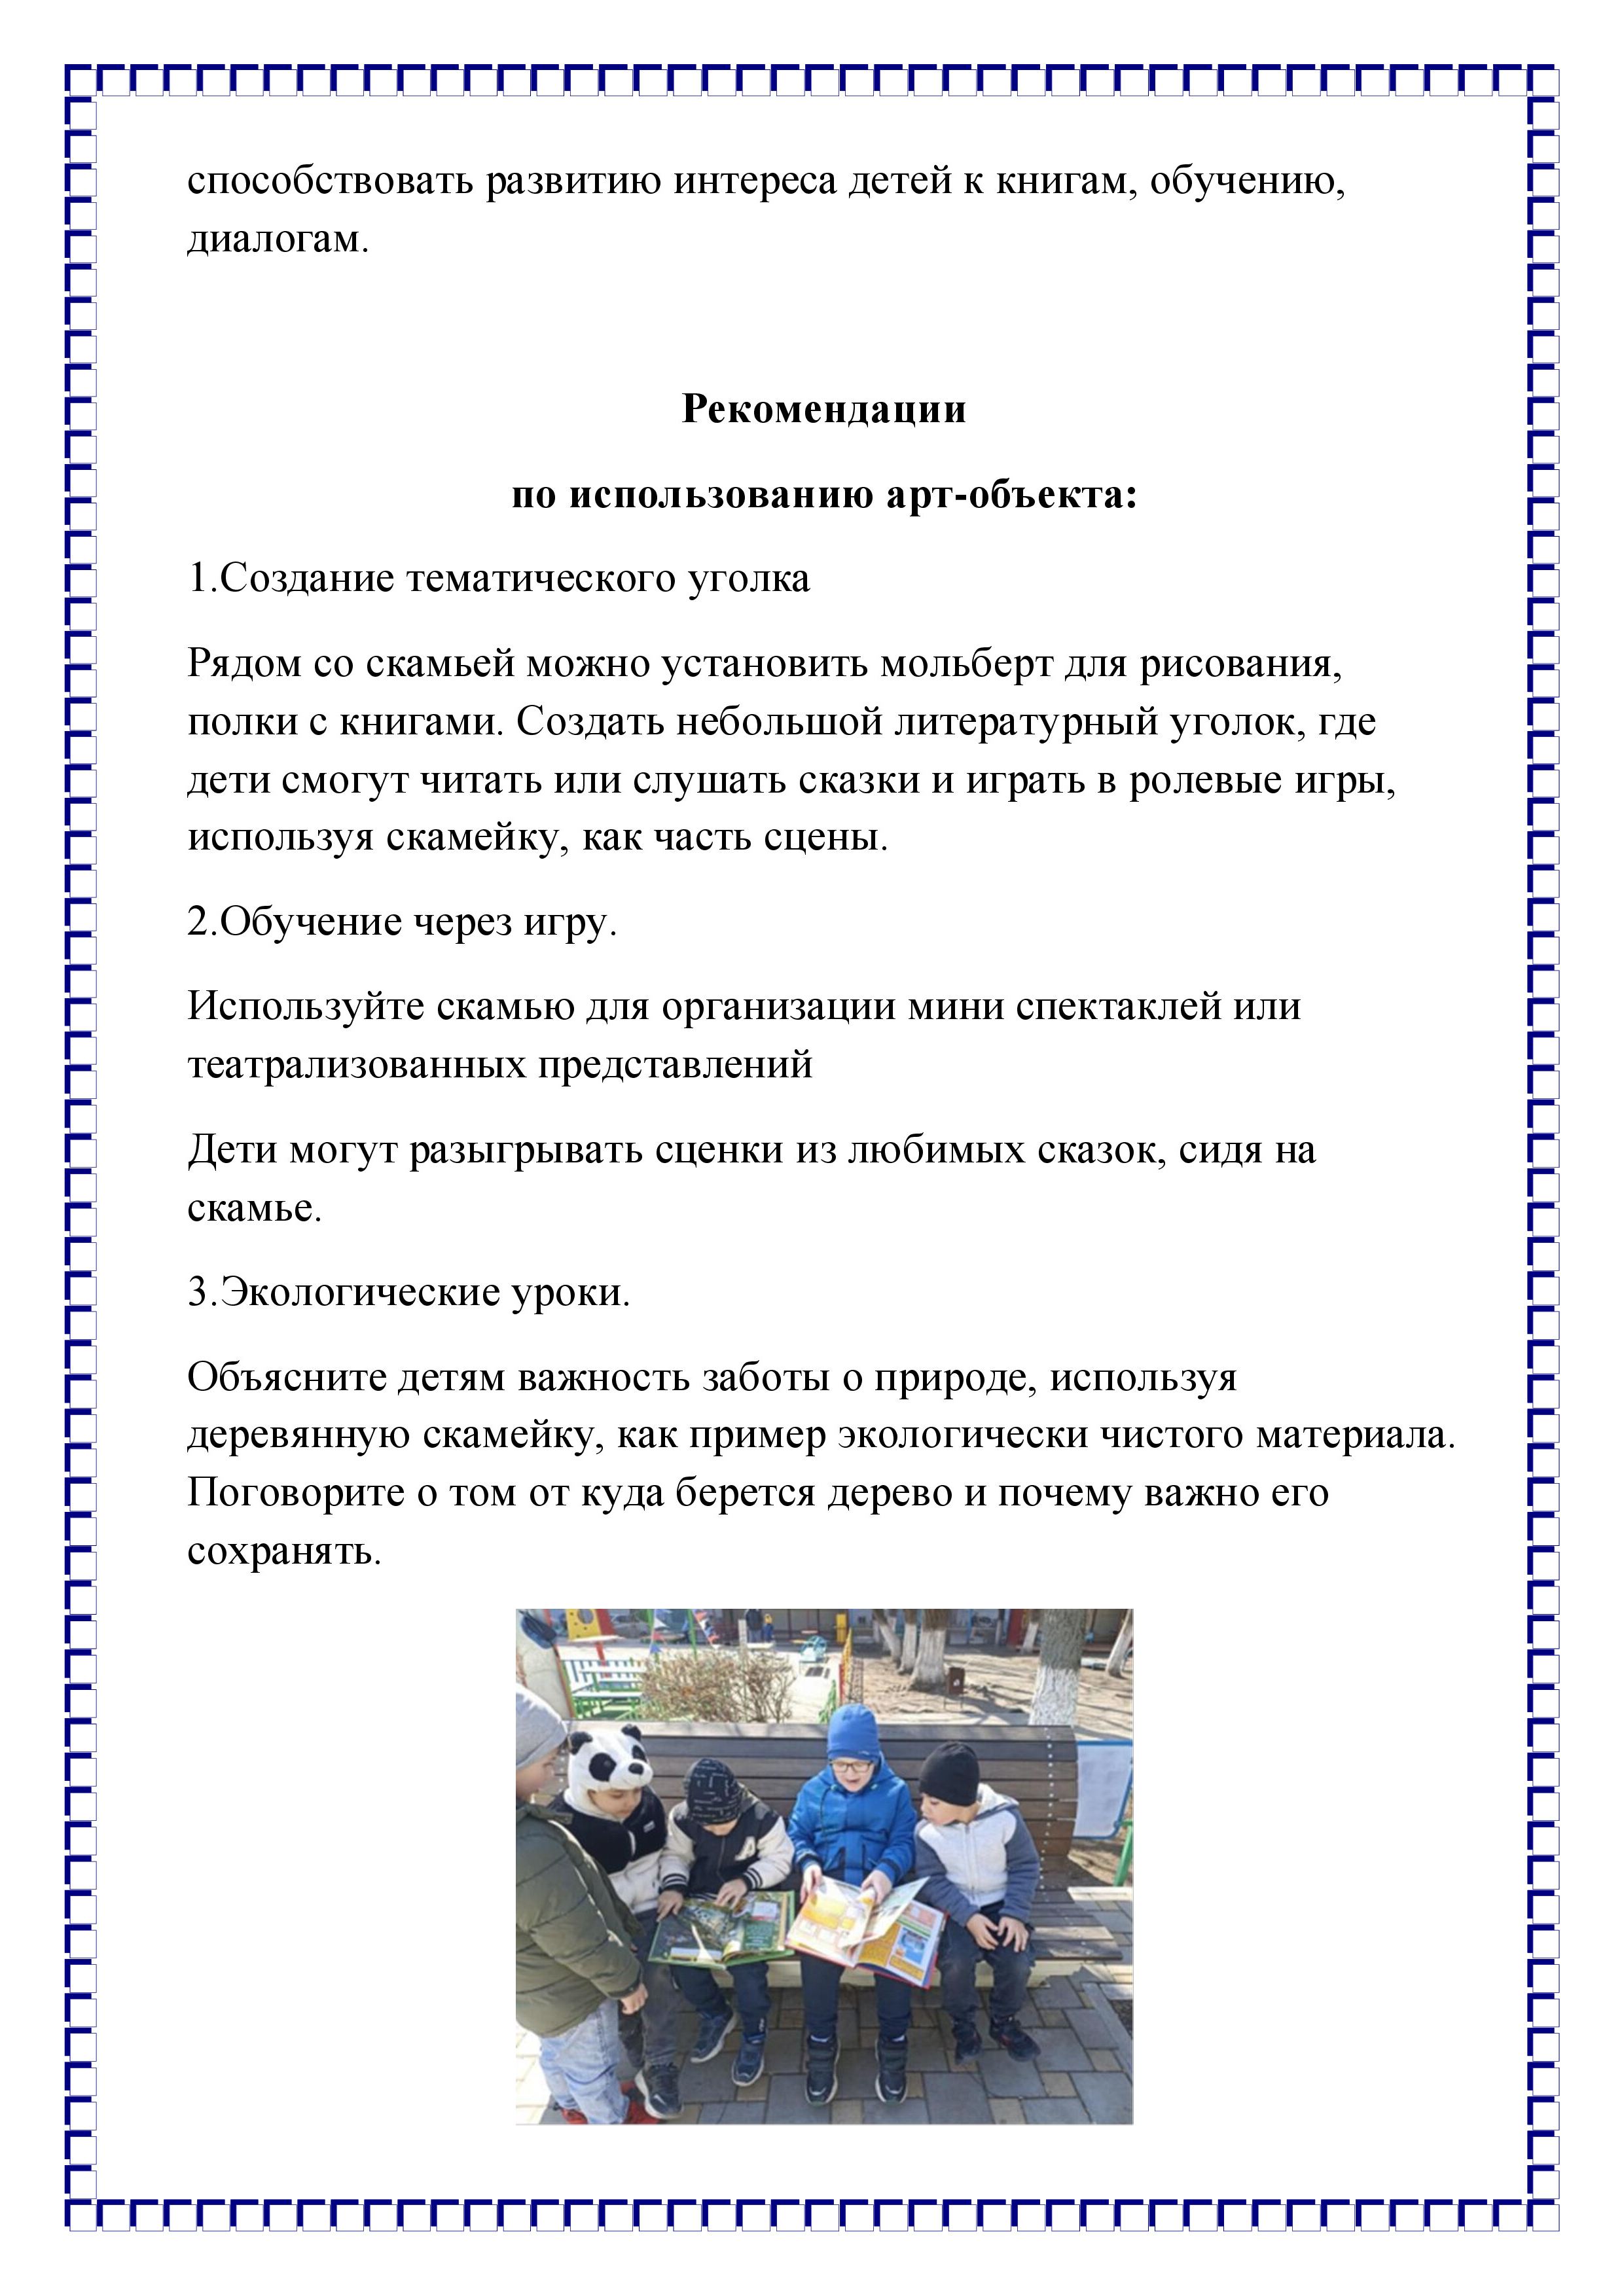 способствовать развитию интереса детей к книгам, обучению,
диалогам.
Рекомендации
по использованию арт-объекта:
1.Создание тематического уголка
Рядом со скамьей можно установить мольберт для рисования,
полки с книгами. Создать небольшой литературный уголок, где
дети смогут читать или слушать сказки и играть в ролевые игры,
используя скамейку, как часть сцены.
2.Обучение через игру.
Используйте скамью для организации мини спектаклей или
театрализованных представлений
Дети могут разыгрывать сценки из любимых сказок, сидя на
скамье.
3.Экологические уроки.
Объясните детям важность заботы о природе, используя
деревянную скамейку, как пример экологически чистого материала.
Поговорите о том от куда берется дерево и почему важно его
сохранять.